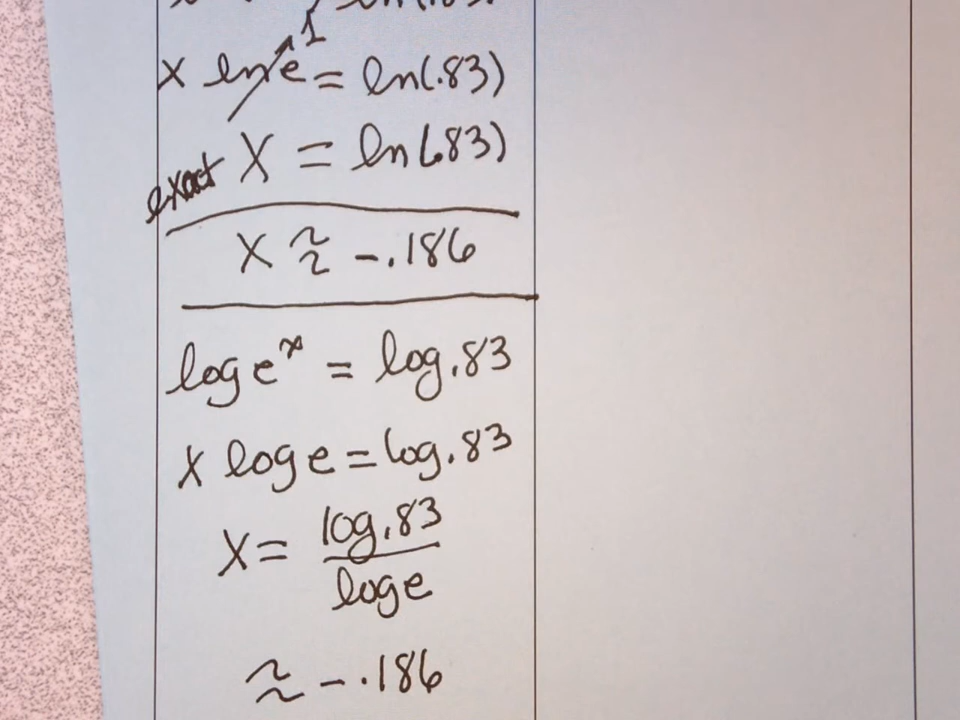 x ln e 1 = ln(.83)
exact x = ln(.83)
x ≈ -.186
log e^x = log .83
x log e = log .83
x = log .83 / log e
≈ -.186